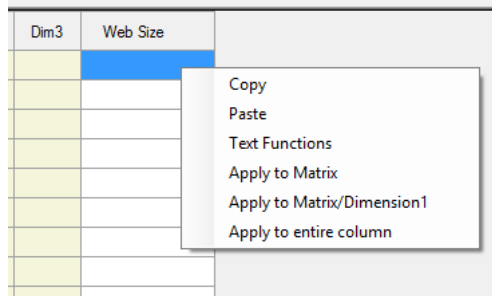 Dim3 Web Size
Copy
Paste
Text Functions
Apply to Matrix
Apply to Matrix/Dimension1
Apply to entire column